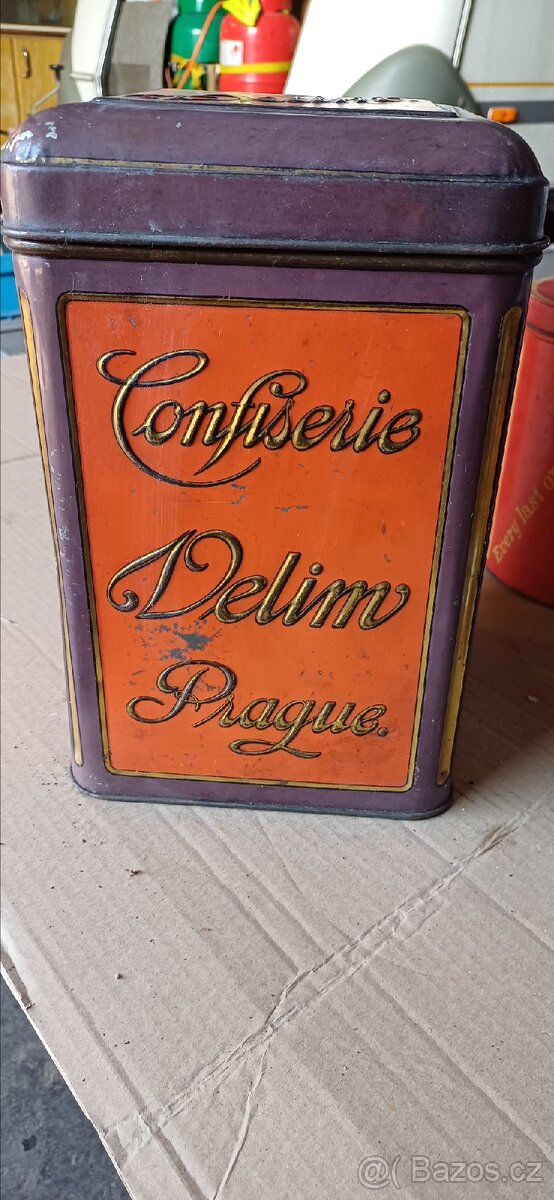 Confiserie
Delim
Prague.
Every last
@ Bazos.cz